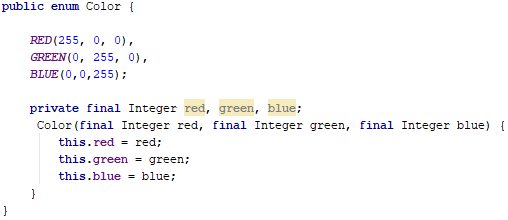 public enum Color {
RED(255, 0, 0),
GREEN(0, 255, 0),
BLUE(0,0,255);
private final Integer red, green, blue;
Color(final Integer red, final Integer green, final Integer blue) {
this.red = red;
this.green = green;
this.blue = blue;
}
}